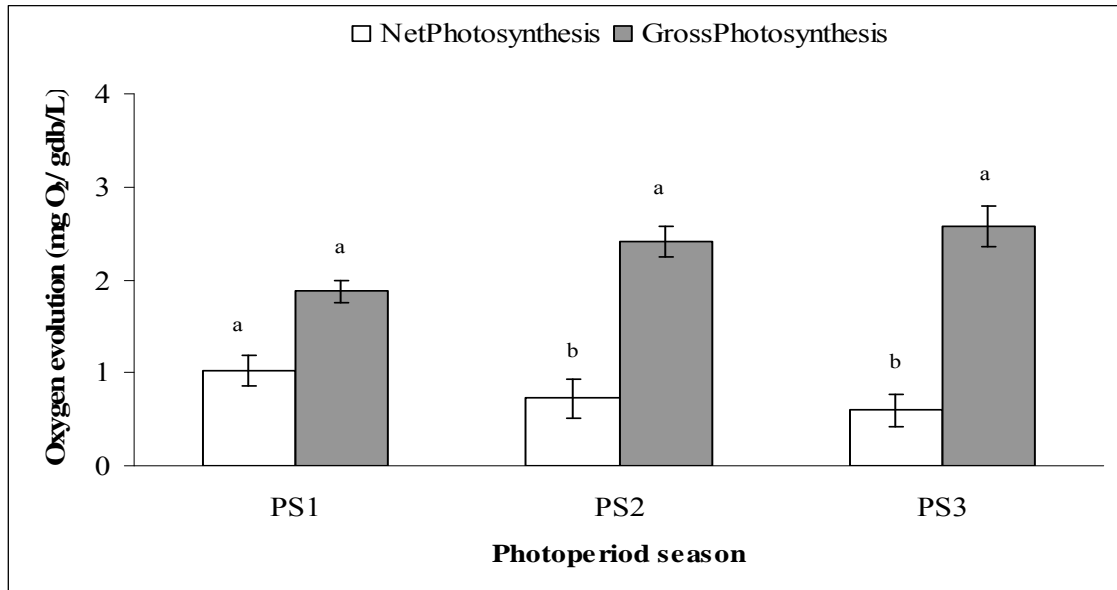 NetPhotosynthesis GrossPhotosynthesis
Oxygen evolution (mg O₂/ gdb/L)
4
3
2
1
0
a
a
b
a
b
a
PS1 PS2 PS3
Photoperiod season